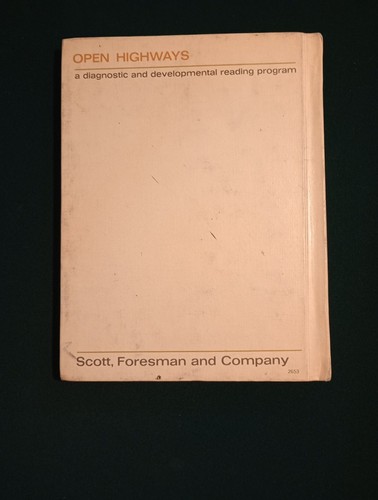 OPEN HIGHWAYS
a diagnostic and developmental reading program
Scott, Foresman and Company